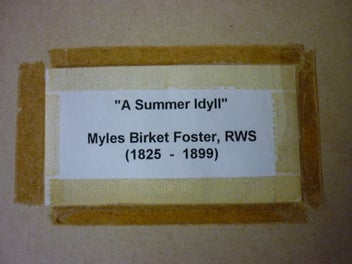 "A Summer Idyll"
Myles Birket Foster, RWS
(1825 - 1899)